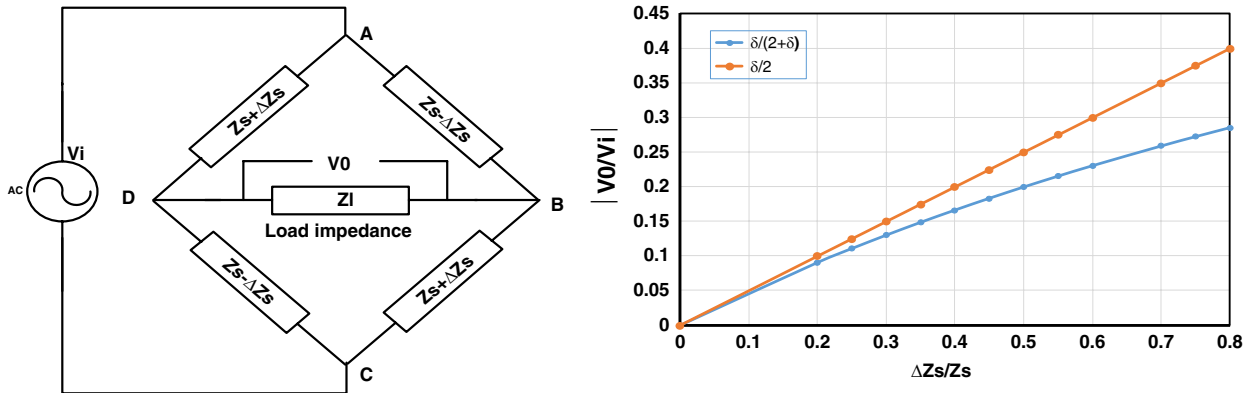 A
Zs+ΔZs
Zs-ΔZs
Vi
AC
V0
D
Zl
B
Load impedance
Zs-ΔZs
Zs+ΔZs
C
0.45
0.4
0.35
0.3
0.25
0.2
0.15
0.1
0.05
0
|V0/Vi|
δ/(2+δ)
δ/2
0 0.1 0.2 0.3 0.4 0.5 0.6 0.7 0.8
ΔZs/Zs